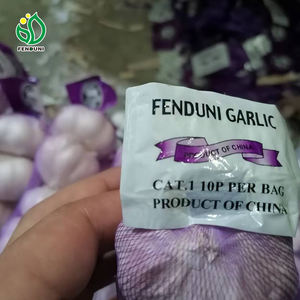 FENDUNI
FENDUNI GARLIC
PRODUCT OF CHINA
CAT.1 10P PER BAG
PRODUCT OF CHINA